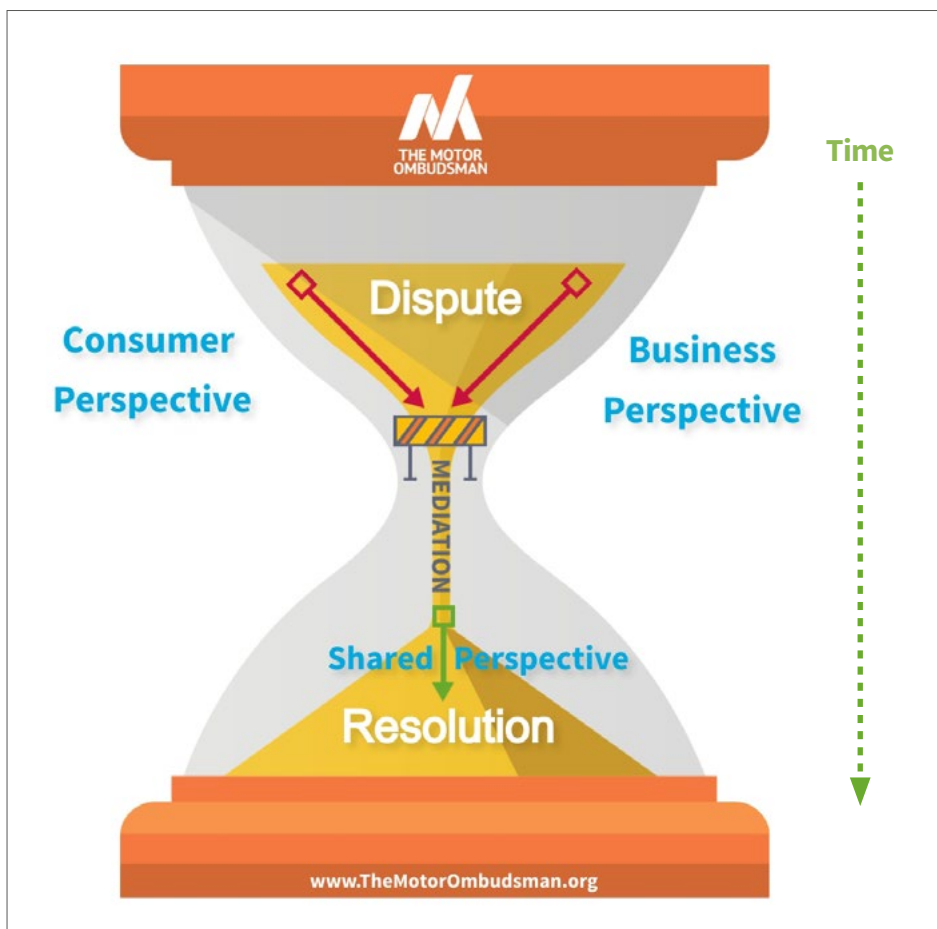 THE MOTOR
OMBUDSMAN
Time
Dispute
Consumer
Perspective
Business
Perspective
MEDIATION
Shared Perspective
Resolution
www.TheMotorOmbudsman.org